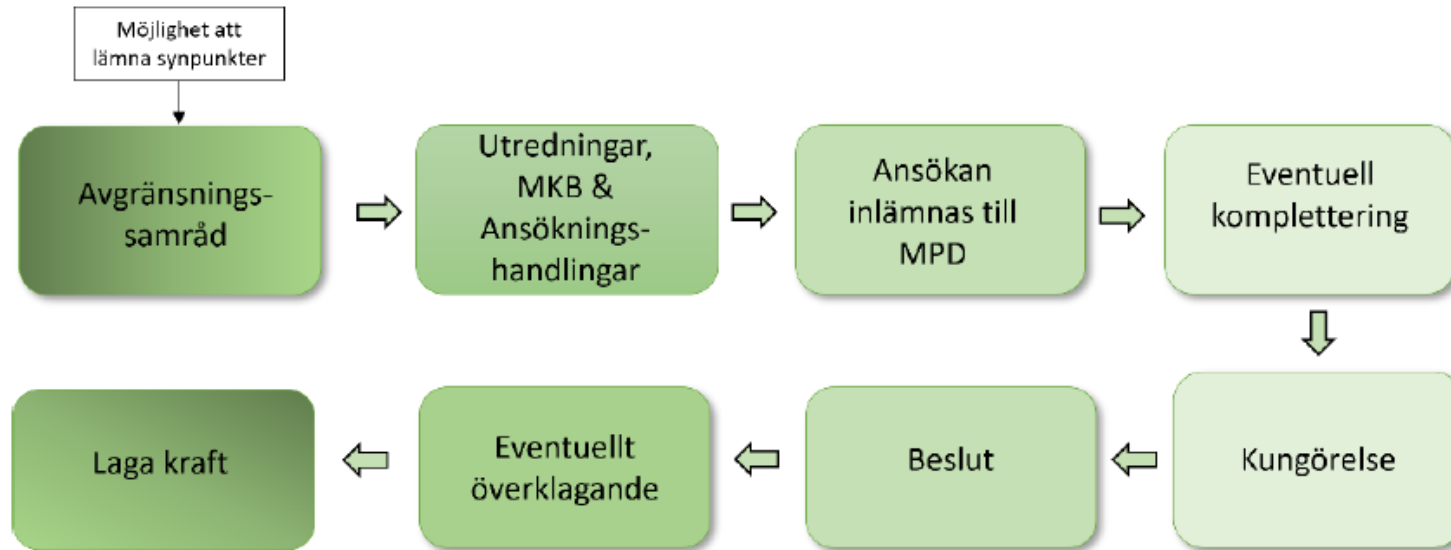 Möjlighet att
lämna synpunkter
Avgränsnings-
samråd
Utredningar,
MKB &
Ansöknings-
handlingar
Ansökan
inlämnas till
MPD
Eventuell
komplettering
Laga kraft
Eventuellt
överklagande
Beslut
Kungörelse